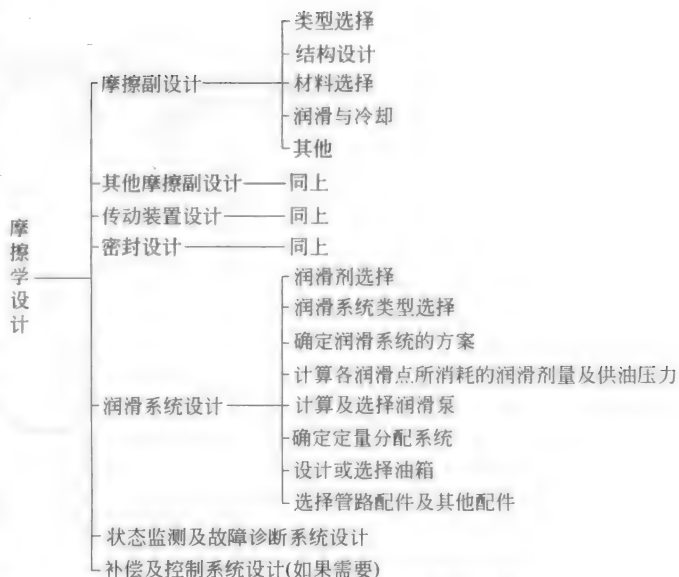 类型选择
结构设计
摩擦副设计
材料选择
润滑与冷却
其他
其他摩擦副设计
同上
传动装置设计
同上
密封设计
同上
摩擦学设计
润滑剂选择
润滑系统类型选择
确定润滑系统的方案
计算各润滑点所消耗的润滑剂量及供油压力
润滑系统设计
计算及选择润滑泵
确定定量分配系统
设计或选择油箱
选择管路配件及其他配件
状态监测及故障诊断系统设计
补偿及控制系统设计(如果需要)